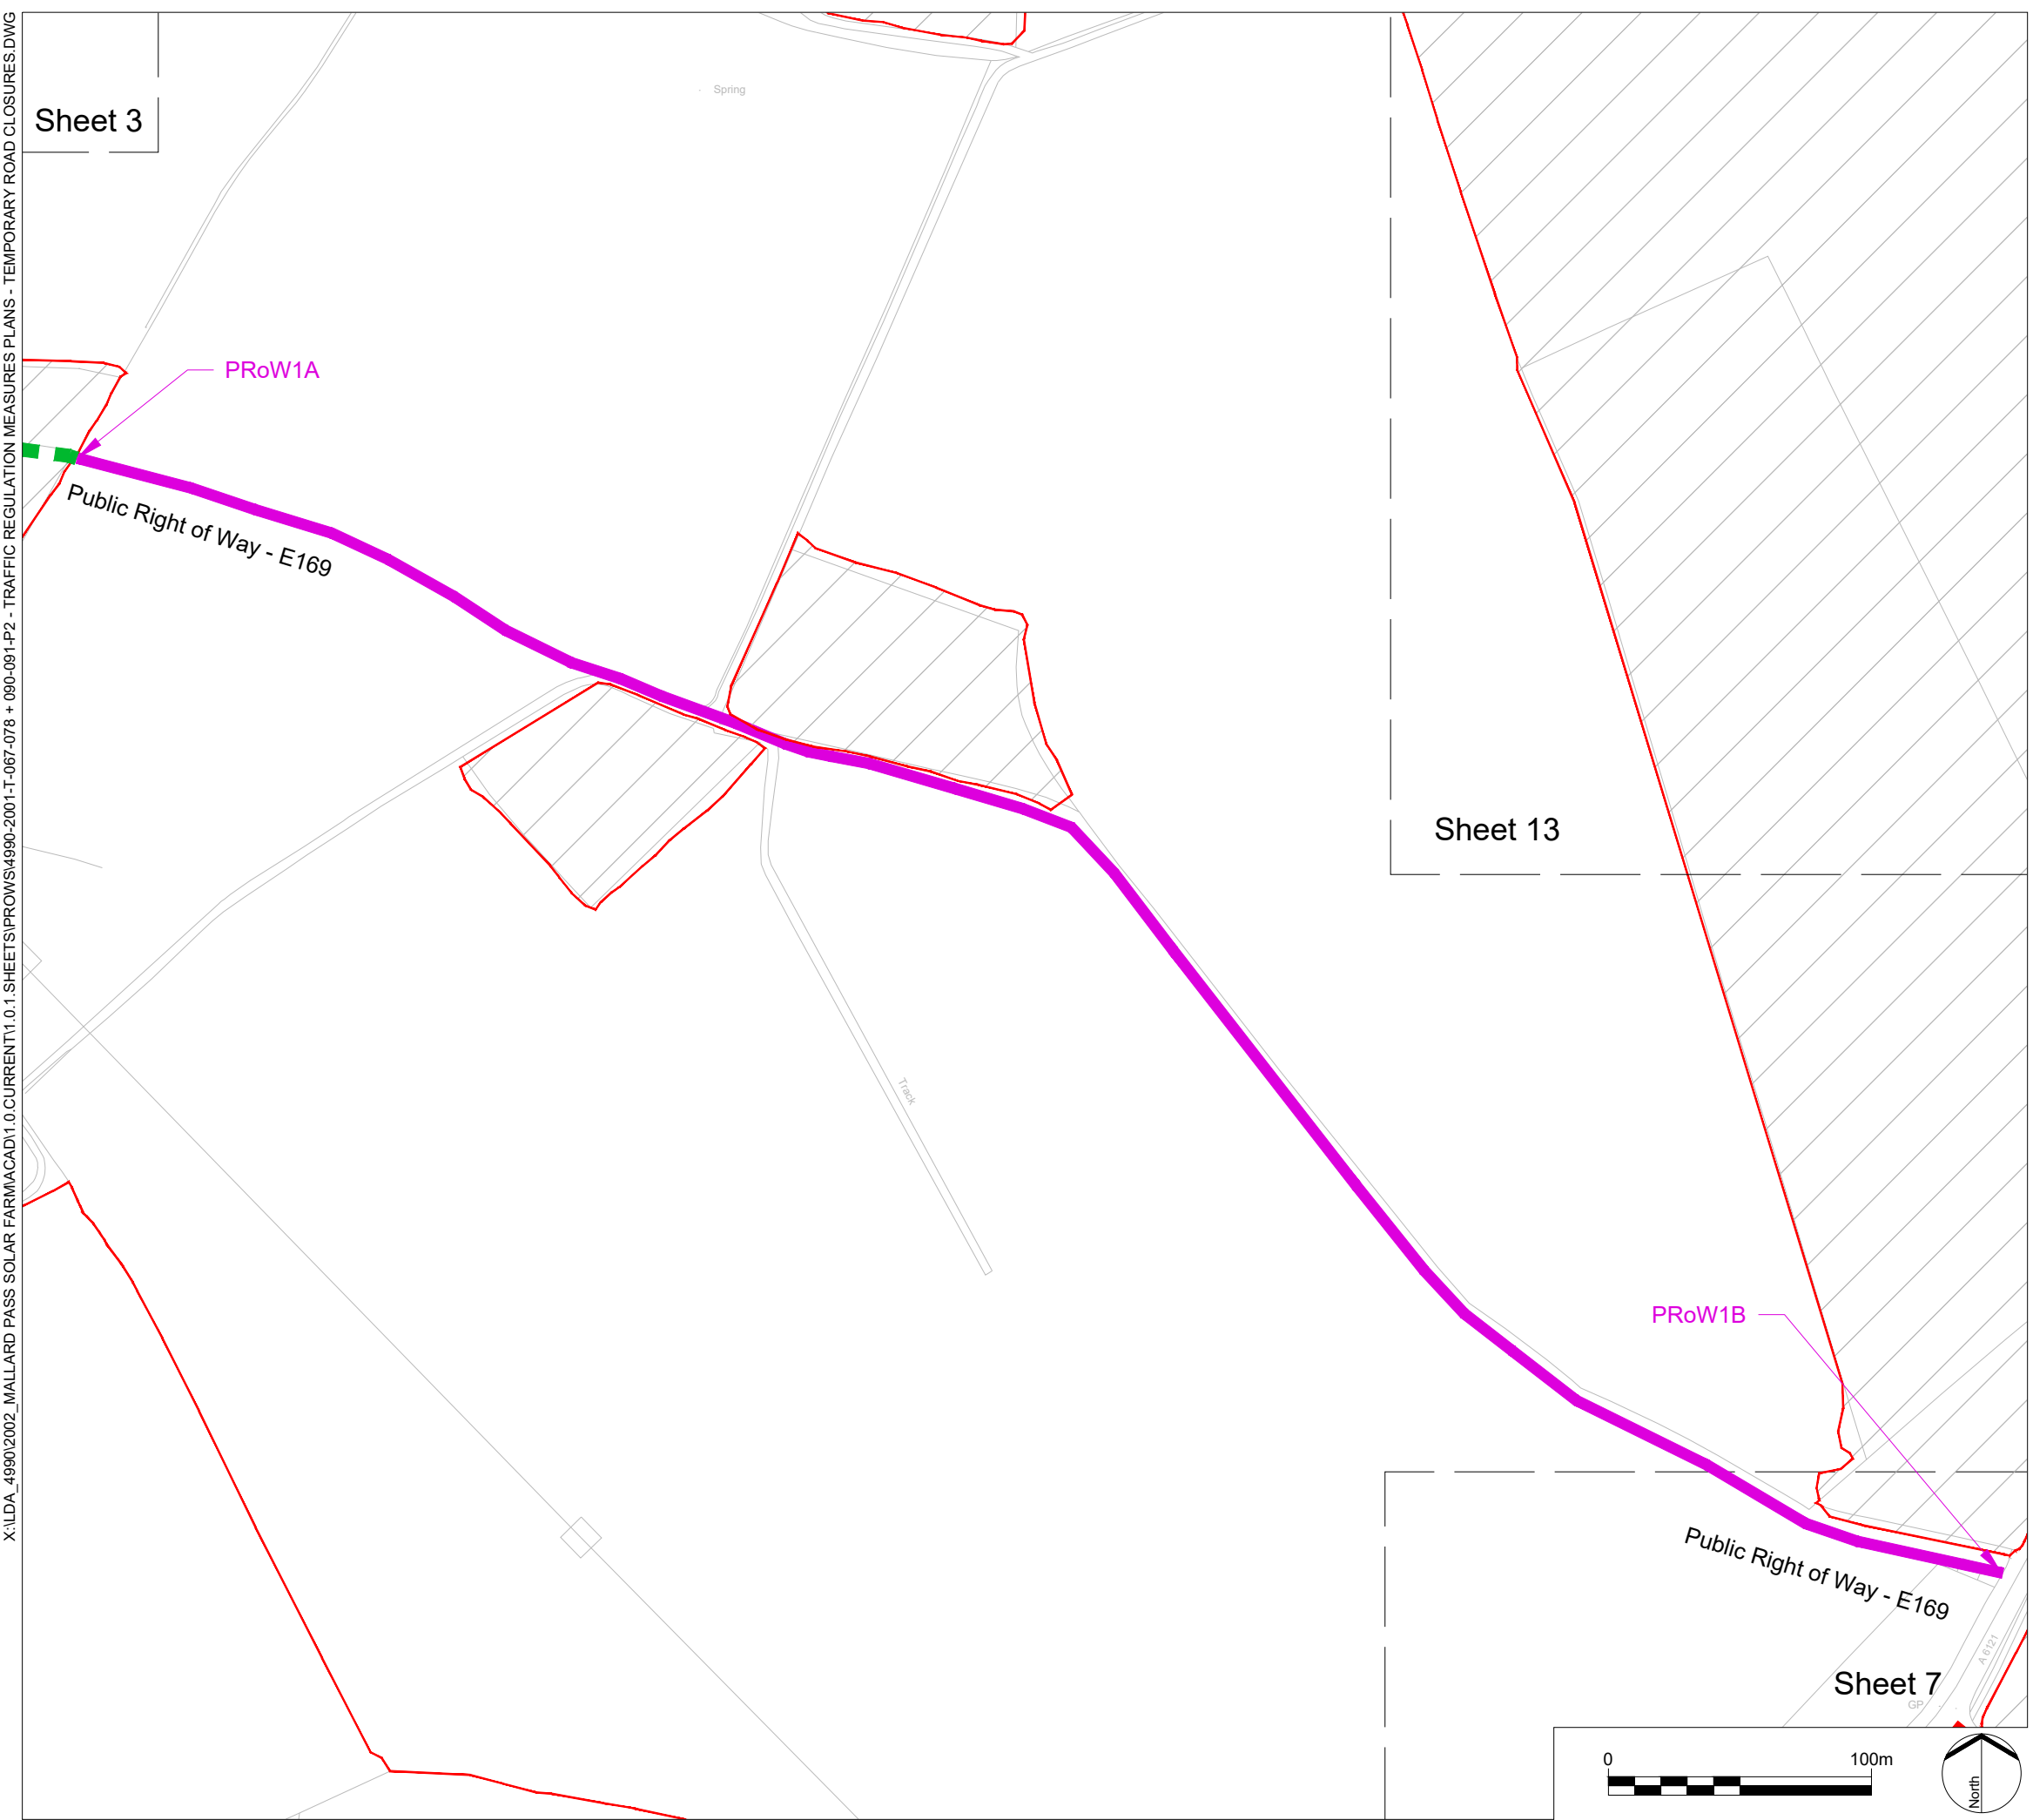 X:\LDA_4990\2002_MALLARD PASS SOLAR FARM\ACAD\1.0.CURRENT\1.0.1.SHEETS\PROWS\4990-2001-T-067-078 + 090-091-P2 - TRAFFIC REGULATION MEASURES PLANS - TEMPORARY ROAD CLOSURES.DWG
Spring
Sheet 3
PRoW1A
Public Right of Way - E169
Sheet 13
Track
PRoW1B
Public Right of Way - E169
A 6121
Sheet 7
GP
0 100m
North